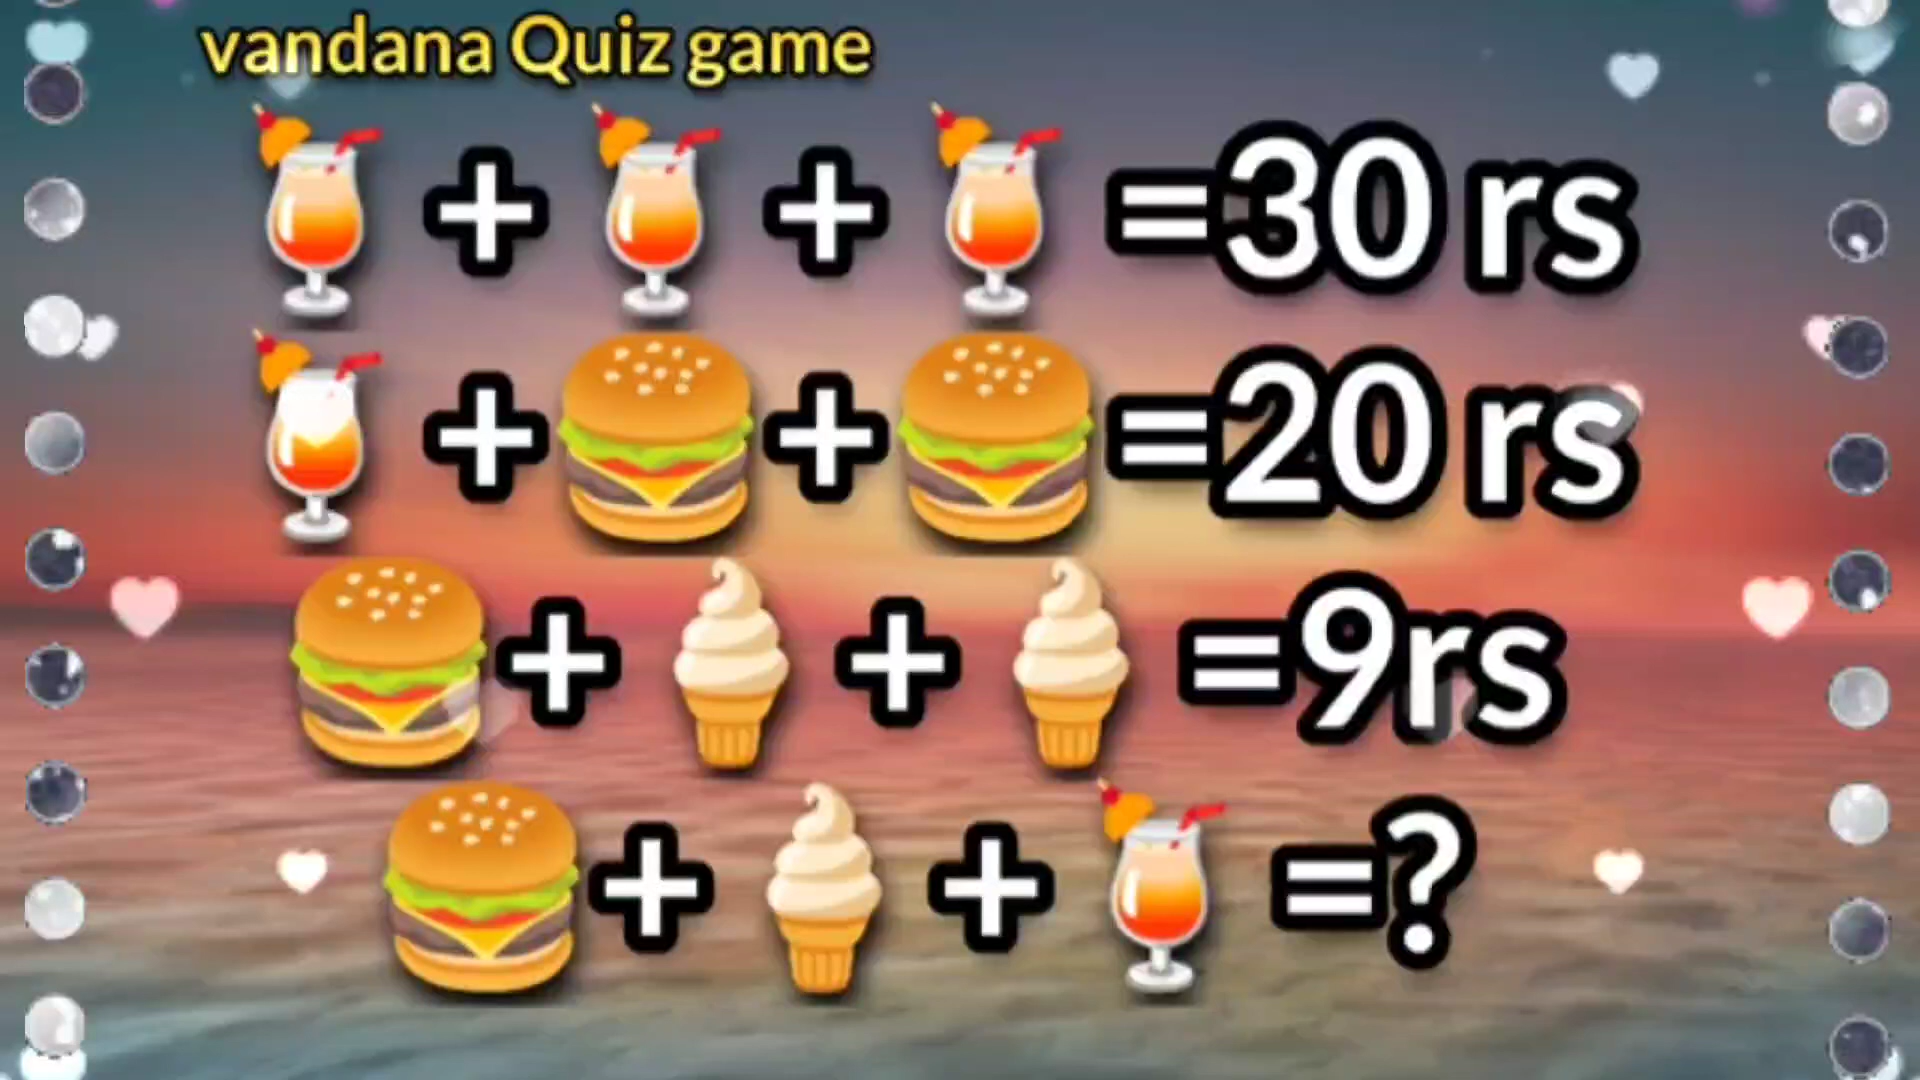 vandana Quiz game
🍹+🍹+🍹=30 rs
🍹+🍔+🍔=20 rs
🍔+🍦+🍦=9rs
🍔+🍦+🍹=?